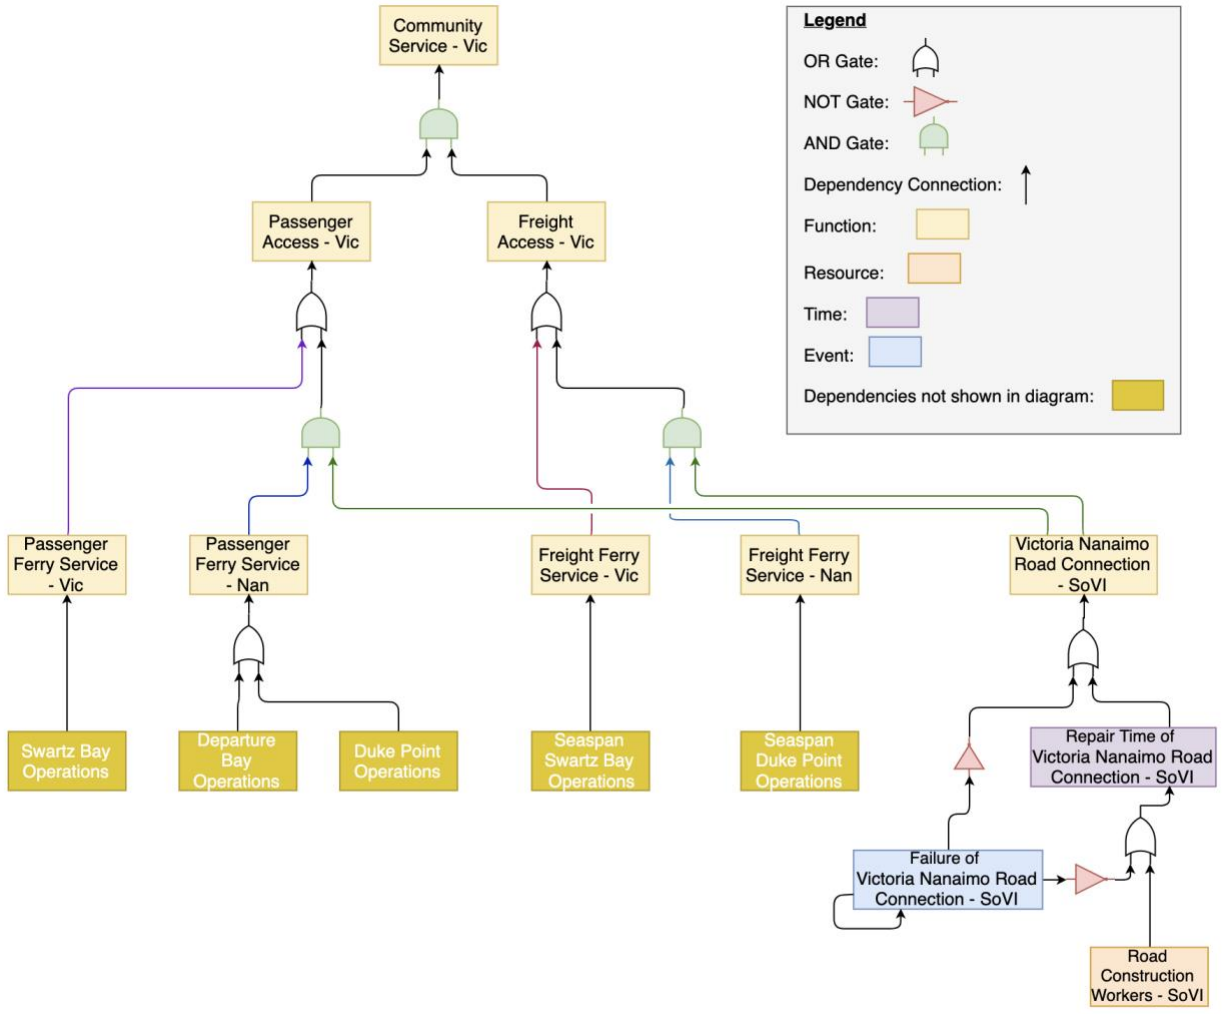 Community
Service - Vic
Legend
OR Gate:
NOT Gate:
AND Gate:
Dependency Connection:
Function:
Resource:
Time:
Event:
Dependencies not shown in diagram:
Passenger
Access - Vic
Freight
Access - Vic
Passenger
Ferry Service
- Vic
Passenger
Ferry Service
- Nan
Freight Ferry
Service - Vic
Freight Ferry
Service - Nan
Victoria Nanaimo
Road Connection
- SoVI
Swartz Bay
Operations
Departure
Bay
Operations
Duke Point
Operations
Seaspan
Swartz Bay
Operations
Seaspan
Duke Point
Operations
Repair Time of
Victoria Nanaimo Road
Connection - SoVI
Failure of
Victoria Nanaimo Road
Connection - SoVI
Road
Construction
Workers - SoVI